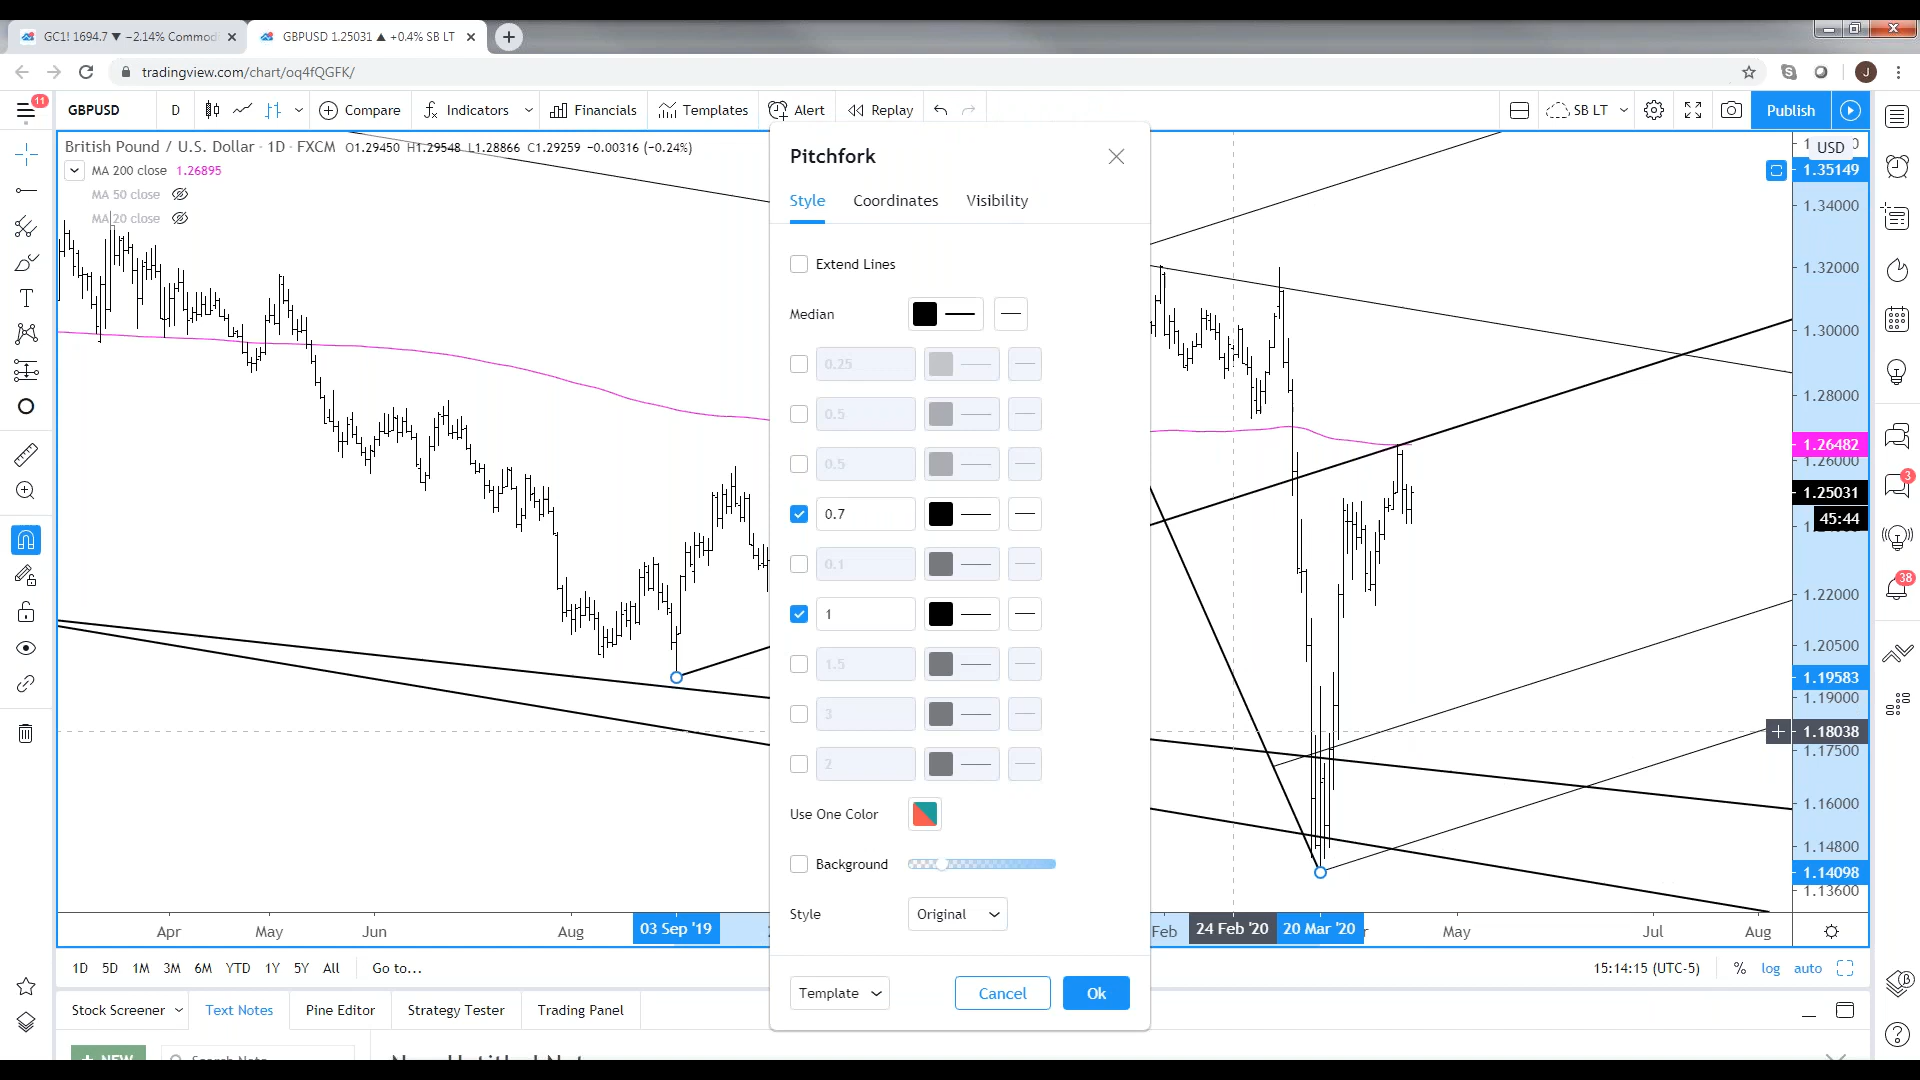 GC1! 1694.7 ▼ −2.14% Commod
GBPUSD 1.25031 ▲ +0.4% SB LT
tradingview.com/chart/oq4fQGFK/
J
11
GBPUSD
D
Compare
Indicators
Financials
Templates
Alert
Replay
SB LT
Publish
British Pound / U.S. Dollar · 1D · FXCM O1.29450 H1.29548 L1.28866 C1.29259 −0.00316 (−0.24%)
MA 200 close 1.26895
MA 50 close
MA 20 close
Pitchfork
Style
Coordinates
Visibility
Extend Lines
Median
0.25
0.5
0.5
0.7
0.1
1
1.5
3
2
Use One Color
Background
Style
Original
Template
Cancel
Ok
USD
1.35149
1.34000
1.32000
1.30000
1.28000
1.26482
1.26000
1.25031
45:44
1.22000
1.20500
1.19583
1.19000
1.18038
1.17500
1.16000
1.14800
1.14098
1.13600
3
38
Apr
May
Jun
Aug
03 Sep '19
Feb
24 Feb '20
20 Mar '20
May
Jul
Aug
1D 5D 1M 3M 6M YTD 1Y 5Y All
Go to...
15:14:15 (UTC-5)
%
log
auto
Stock Screener
Text Notes
Pine Editor
Strategy Tester
Trading Panel